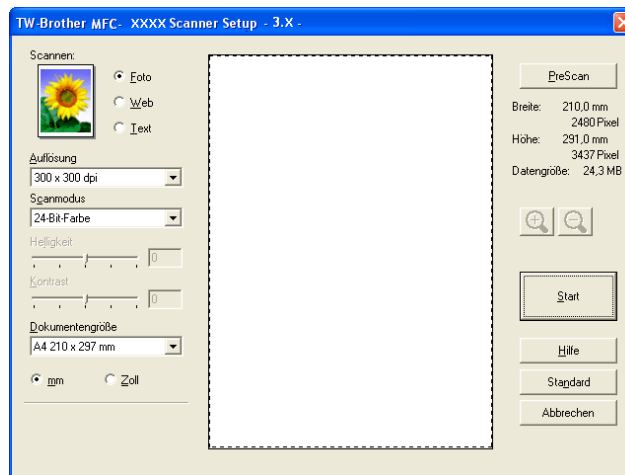 TW-Brother MFC- XXXX Scanner Setup - 3.X -
Scannen:
Foto
Web
Text
Auflösung
300 x 300 dpi
Scanmodus
24-Bit-Farbe
Helligkeit
0
Kontrast
0
Dokumentengröße
A4 210 x 297 mm
mm
Zoll
PreScan
Breite: 210,0 mm
2480 Pixel
Höhe: 291,0 mm
3437 Pixel
Datengröße: 24,3 MB
Start
Hilfe
Standard
Abbrechen